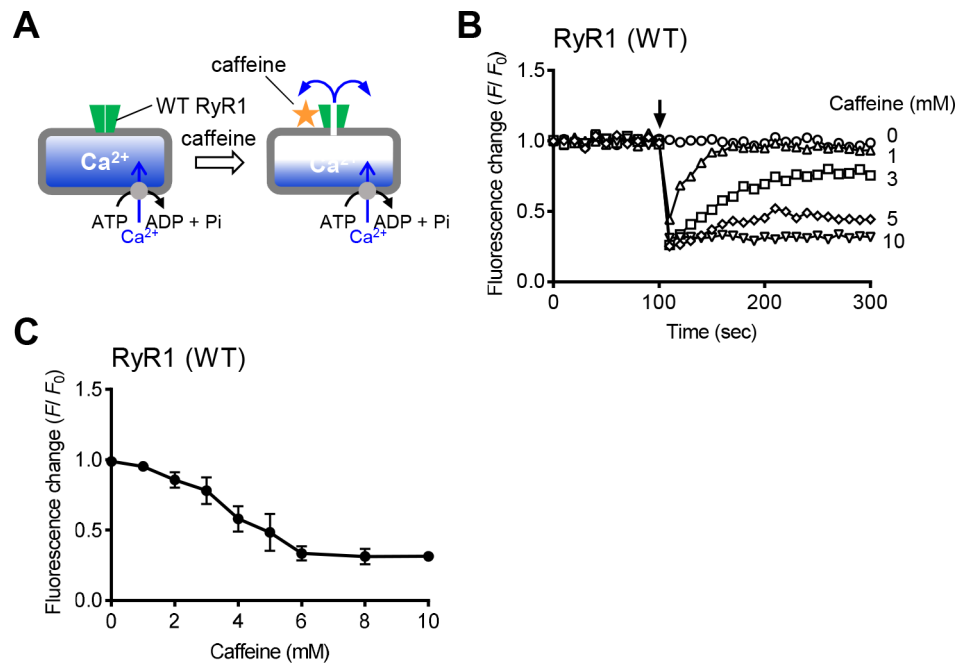 A
caffeine
WT RyR1
caffeine
Ca2+
Ca2+
ATP ADP + Pi
Ca2+
ATP ADP + Pi
Ca2+
B
RyR1 (WT)
Fluorescence change (F/ F0)
1.5
1.0
0.5
0.0
0 100 200 300
Time (sec)
Caffeine (mM)
0
1
3
5
10
C
RyR1 (WT)
Fluorescence change (F/ F0)
1.5
1.0
0.5
0.0
0 2 4 6 8 10
Caffeine (mM)